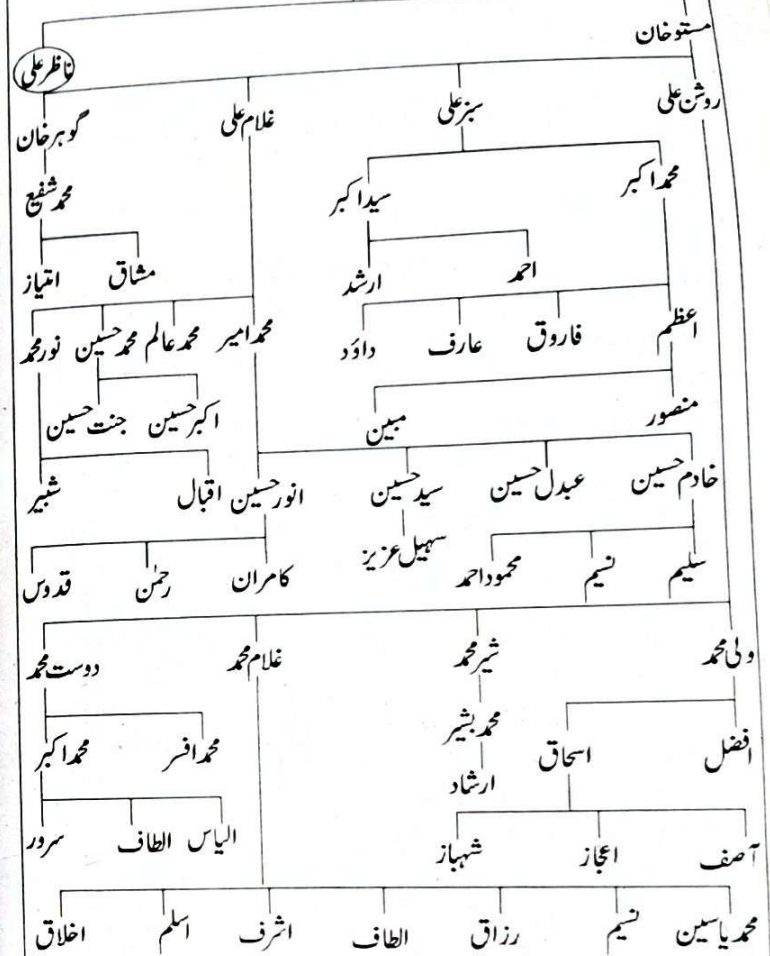 مستوخان
ناظر علی
روشن علی سبز علی غلام علی گوہر خان
محمد اکبر سید اکبر محمد شفیع
احمد ارشد مشاق امتیاز
اعظم فاروق عارف داؤد محمد امیر محمد عالم محمد حسین نور محمد
منصور مبین اکبر حسین جنت حسین
خادم حسین عبدل حسین سید حسین انور حسین اقبال شبیر
سلیم نسیم محمود احمد سہیل عزیز کامران رحمٰن قدوس
ولی محمد شیر محمد غلام محمد دوست محمد
افضل اسحاق محمد بشیر محمد افسر محمد اکبر
ارشاد
آصف اعجاز شہباز الیاس الطاف سرور
محمد یاسین نسیم رزاق الطاف اشرف اسلم اخلاق